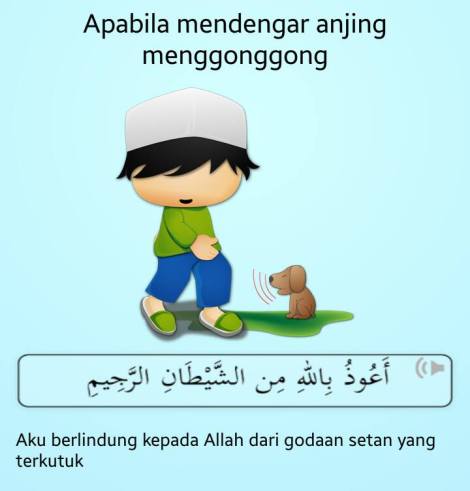 Apabila mendengar anjing
menggonggong
أَعُوذُ بِاللهِ مِن الشَّيْطَانِ الرَّجِيمِ
Aku berlindung kepada Allah dari godaan setan yang
terkutuk